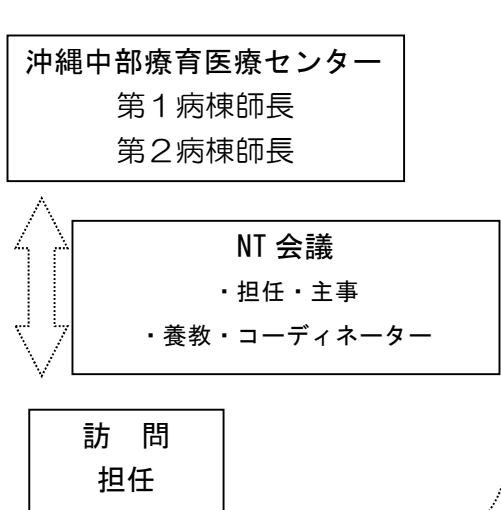 沖縄中部療育医療センター
第１病棟師長
第２病棟師長
NT 会議
・担任・主事
・養教・コーディネーター
訪　問
担任